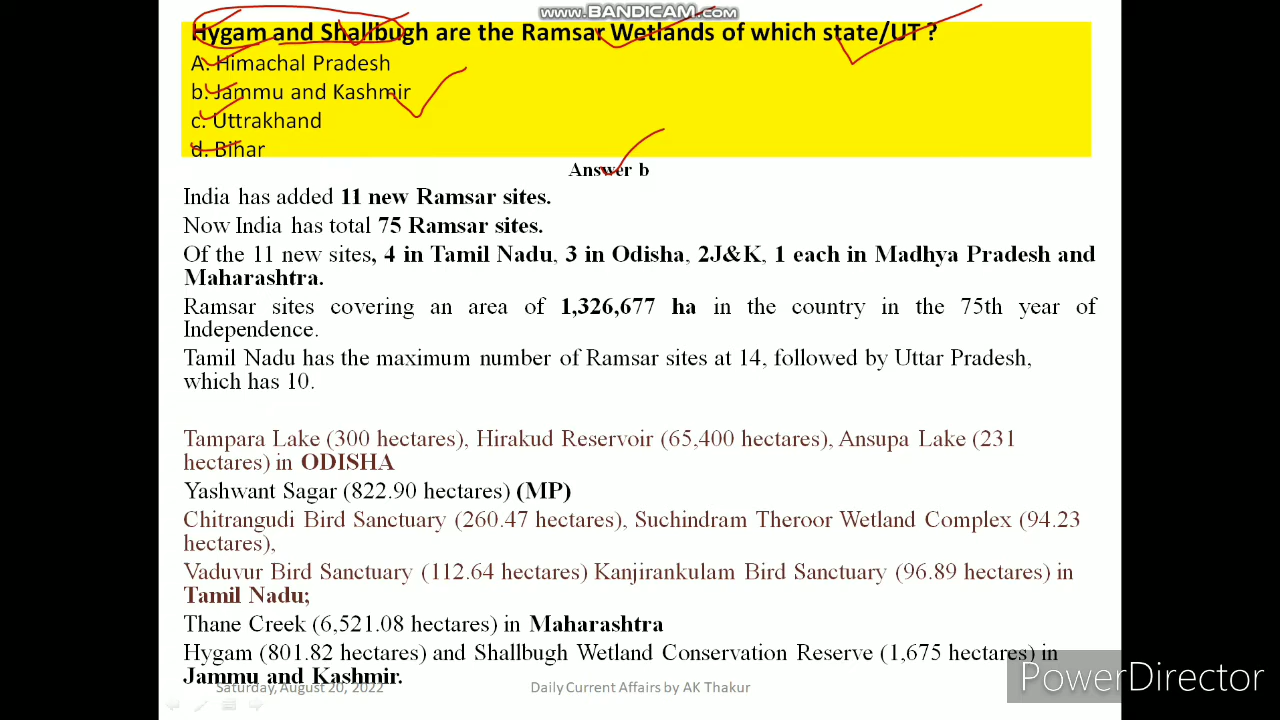 www.BANDICAM.com
Hygam and Shallbugh are the Ramsar Wetlands of which state/UT ?
A. Himachal Pradesh
b. Jammu and Kashmir
c. Uttrakhand
d. Bihar
Answer b
India has added 11 new Ramsar sites.
Now India has total 75 Ramsar sites.
Of the 11 new sites, 4 in Tamil Nadu, 3 in Odisha, 2J&K, 1 each in Madhya Pradesh and
Maharashtra.
Ramsar sites covering an area of 1,326,677 ha in the country in the 75th year of
Independence.
Tamil Nadu has the maximum number of Ramsar sites at 14, followed by Uttar Pradesh,
which has 10.
Tampara Lake (300 hectares), Hirakud Reservoir (65,400 hectares), Ansupa Lake (231
hectares) in ODISHA
Yashwant Sagar (822.90 hectares) (MP)
Chitrangudi Bird Sanctuary (260.47 hectares), Suchindram Theroor Wetland Complex (94.23
hectares),
Vaduvur Bird Sanctuary (112.64 hectares) Kanjirankulam Bird Sanctuary (96.89 hectares) in
Tamil Nadu;
Thane Creek (6,521.08 hectares) in Maharashtra
Hygam (801.82 hectares) and Shallbugh Wetland Conservation Reserve (1,675 hectares) in
Jammu and Kashmir.
Saturday, August 20, 2022 Daily Current Affairs by AK Thakur
PowerDirector